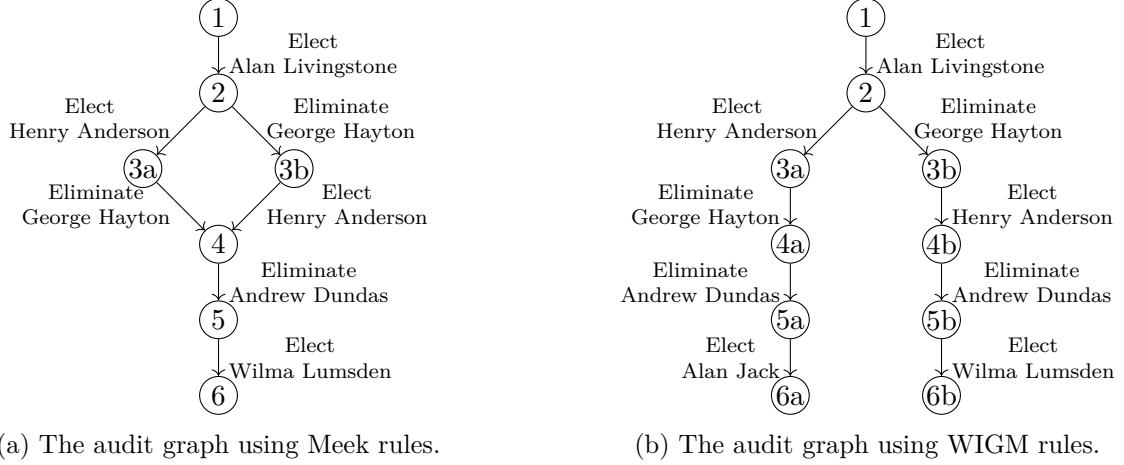 1
Elect
Alan Livingstone
2
Elect
Henry Anderson
Eliminate
George Hayton
3a
3b
Eliminate
George Hayton
Elect
Henry Anderson
4
Eliminate
Andrew Dundas
5
Elect
Wilma Lumsden
6
(a) The audit graph using Meek rules.
1
Elect
Alan Livingstone
2
Elect
Henry Anderson
Eliminate
George Hayton
3a
3b
Eliminate
George Hayton
Elect
Henry Anderson
4a
4b
Eliminate
Andrew Dundas
Eliminate
Andrew Dundas
5a
5b
Elect
Alan Jack
Elect
Wilma Lumsden
6a
6b
(b) The audit graph using WIGM rules.